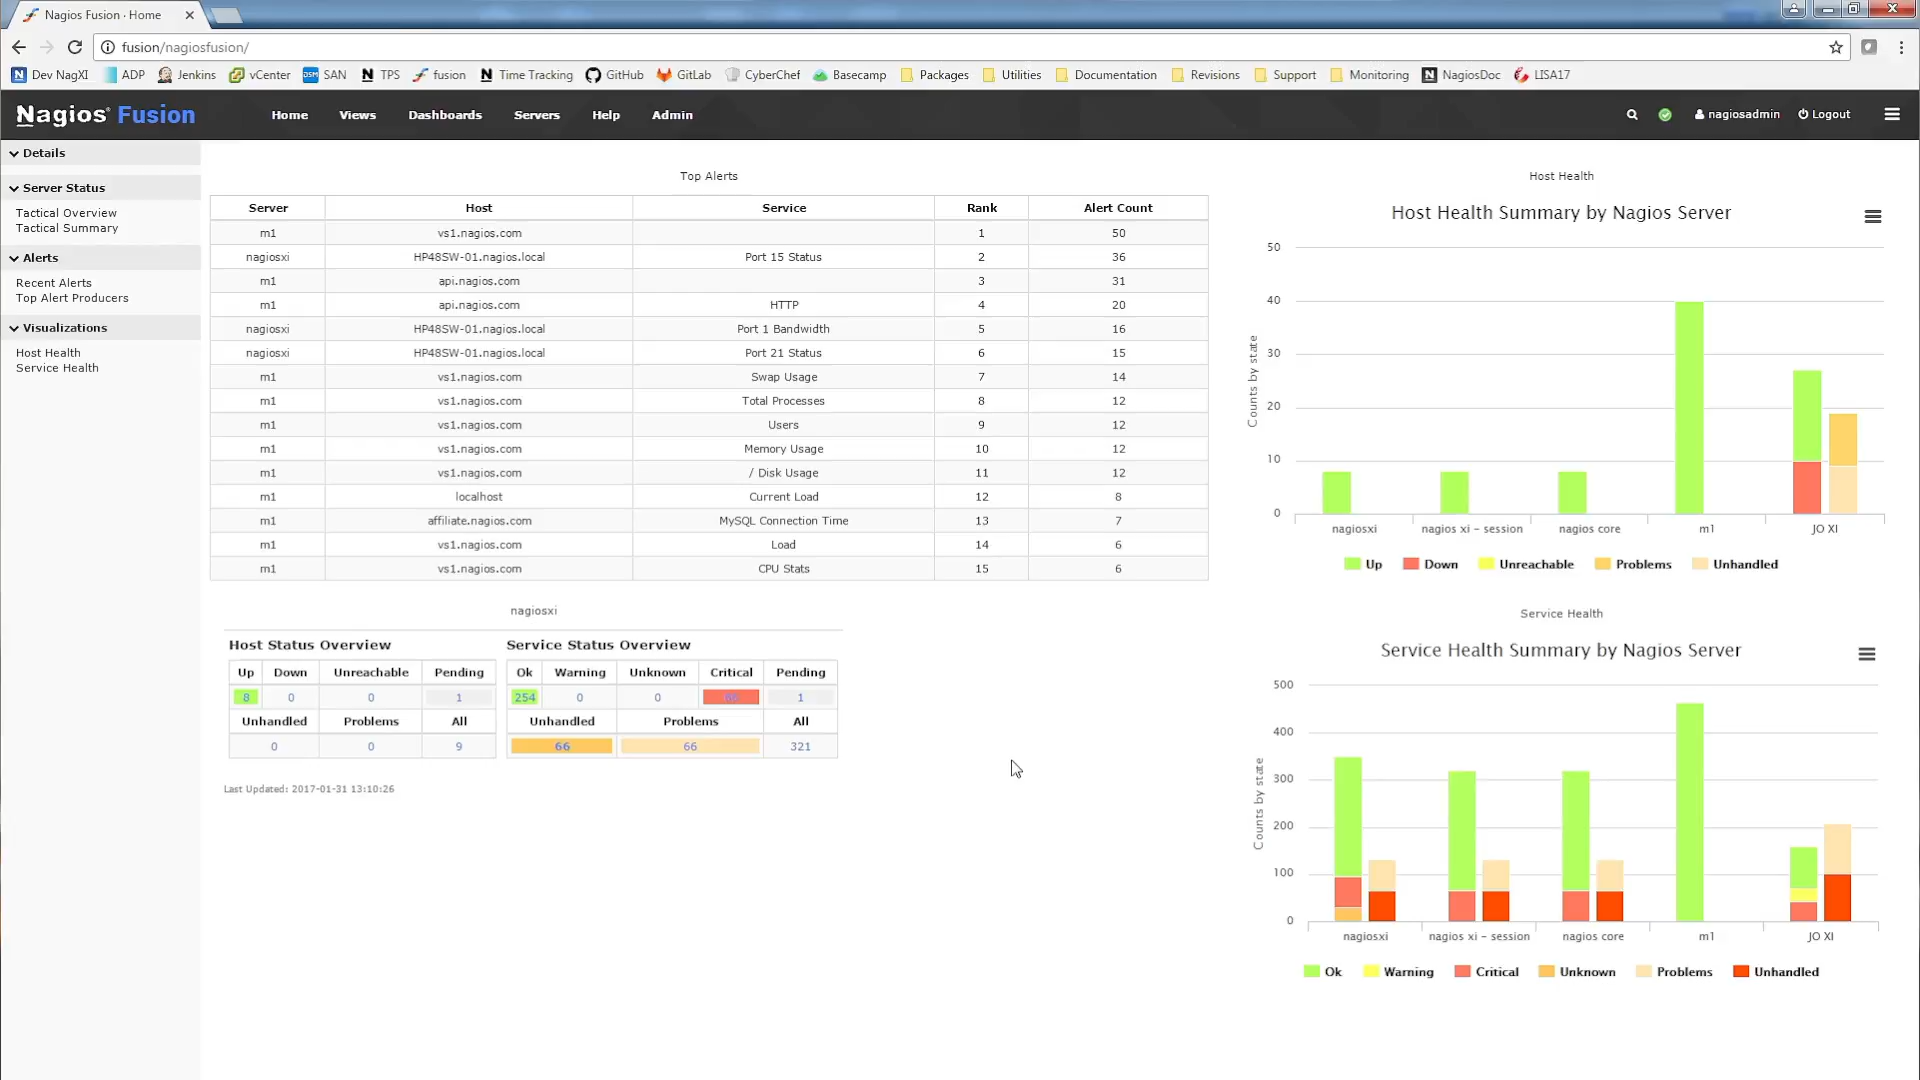 Nagios Fusion · Home
fusion/nagiosfusion/
Dev NagXI ADP Jenkins vCenter SAN TPS fusion Time Tracking GitHub GitLab CyberChef Basecamp Packages Utilities Documentation Revisions Support Monitoring NagiosDoc LISA17
Nagios® Fusion Home Views Dashboards Servers Help Admin nagiosadmin Logout
Details
Server Status
Tactical Overview
Tactical Summary
Alerts
Recent Alerts
Top Alert Producers
Visualizations
Host Health
Service Health
Top Alerts
Server Host Service Rank Alert Count
m1 vs1.nagios.com 1 50
nagiosxi HP48SW-01.nagios.local Port 15 Status 2 36
m1 api.nagios.com 3 31
m1 api.nagios.com HTTP 4 20
nagiosxi HP48SW-01.nagios.local Port 1 Bandwidth 5 16
nagiosxi HP48SW-01.nagios.local Port 21 Status 6 15
m1 vs1.nagios.com Swap Usage 7 14
m1 vs1.nagios.com Total Processes 8 12
m1 vs1.nagios.com Users 9 12
m1 vs1.nagios.com Memory Usage 10 12
m1 vs1.nagios.com / Disk Usage 11 12
m1 localhost Current Load 12 8
m1 affiliate.nagios.com MySQL Connection Time 13 7
m1 vs1.nagios.com Load 14 6
m1 vs1.nagios.com CPU Stats 15 6
nagiosxi
Host Status Overview
Up Down Unreachable Pending
8 0 0 1
Unhandled Problems All
0 0 9
Service Status Overview
Ok Warning Unknown Critical Pending
254 0 0 1
Unhandled Problems All
66 66 321
Last Updated: 2017-01-31 13:10:26
Host Health
Host Health Summary by Nagios Server
Counts by state
50
40
30
20
10
0
nagiosxi nagios xi - session nagios core m1 JO XI
Up Down Unreachable Problems Unhandled
Service Health
Service Health Summary by Nagios Server
Counts by state
500
400
300
200
100
0
nagiosxi nagios xi - session nagios core m1 JO XI
Ok Warning Critical Unknown Problems Unhandled